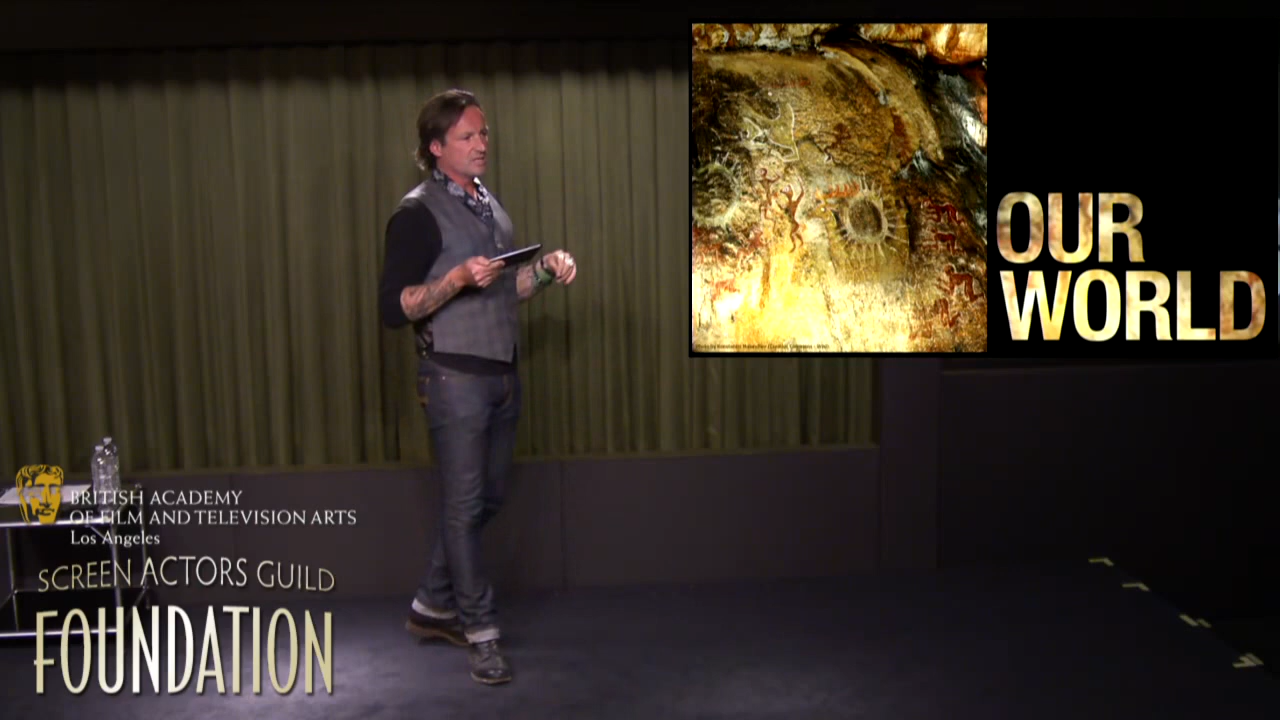 OUR
WORLD
BRITISH ACADEMY
OF FILM AND TELEVISION ARTS
Los Angeles
SCREEN ACTORS GUILD
FOUNDATION